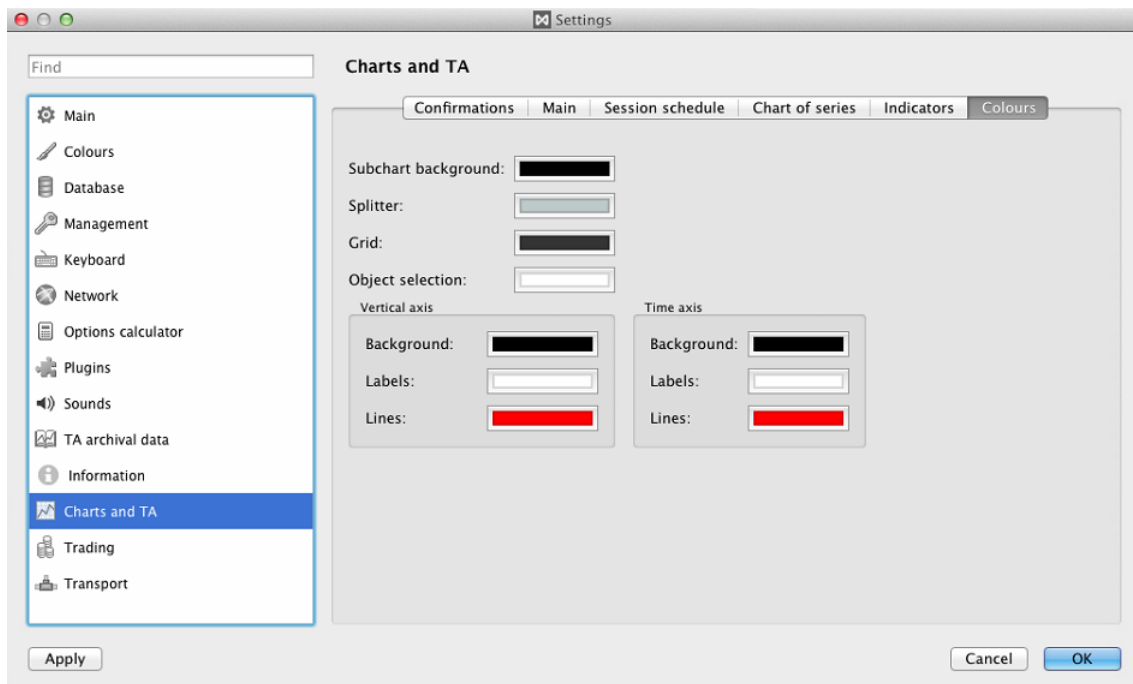 Settings
Find
Main
Colours
Database
Management
Keyboard
Network
Options calculator
Plugins
Sounds
TA archival data
Information
Charts and TA
Trading
Transport
Charts and TA
Confirmations Main Session schedule Chart of series Indicators Colours
Subchart background:
Splitter:
Grid:
Object selection:
Vertical axis
Background:
Labels:
Lines:
Time axis
Background:
Labels:
Lines:
Apply Cancel OK